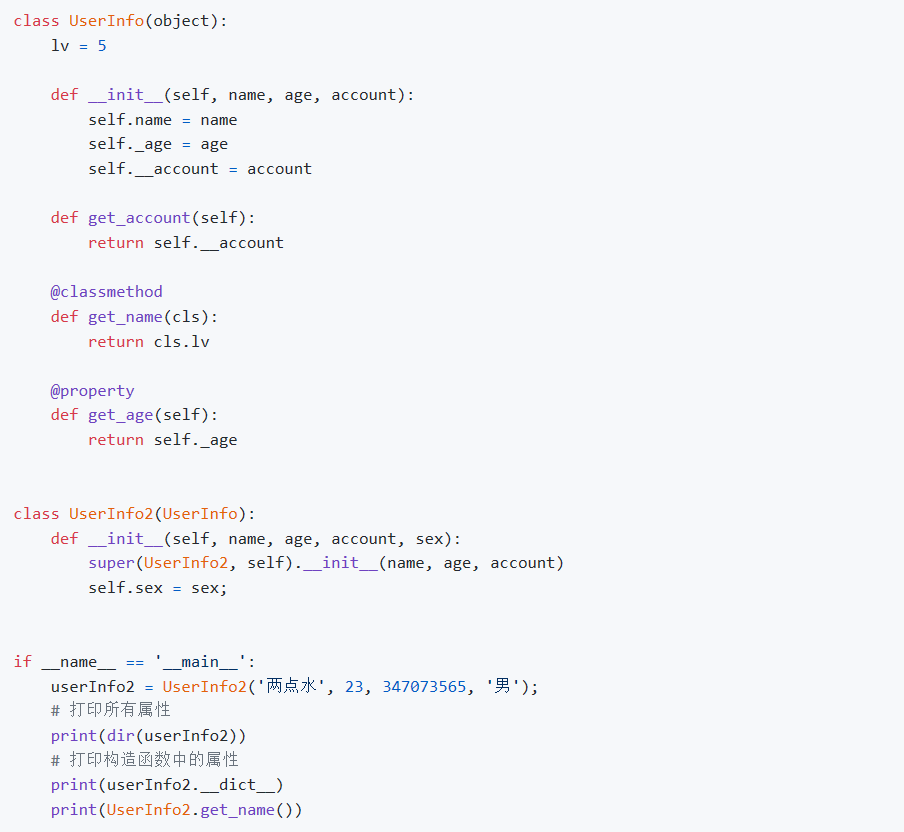 class UserInfo(object):
    lv = 5

    def __init__(self, name, age, account):
        self.name = name
        self._age = age
        self.__account = account

    def get_account(self):
        return self.__account

    @classmethod
    def get_name(cls):
        return cls.lv

    @property
    def get_age(self):
        return self._age


class UserInfo2(UserInfo):
    def __init__(self, name, age, account, sex):
        super(UserInfo2, self).__init__(name, age, account)
        self.sex = sex;


if __name__ == '__main__':
    userInfo2 = UserInfo2('两点水', 23, 347073565, '男');
    # 打印所有属性
    print(dir(userInfo2))
    # 打印构造函数中的属性
    print(userInfo2.__dict__)
    print(UserInfo2.get_name())